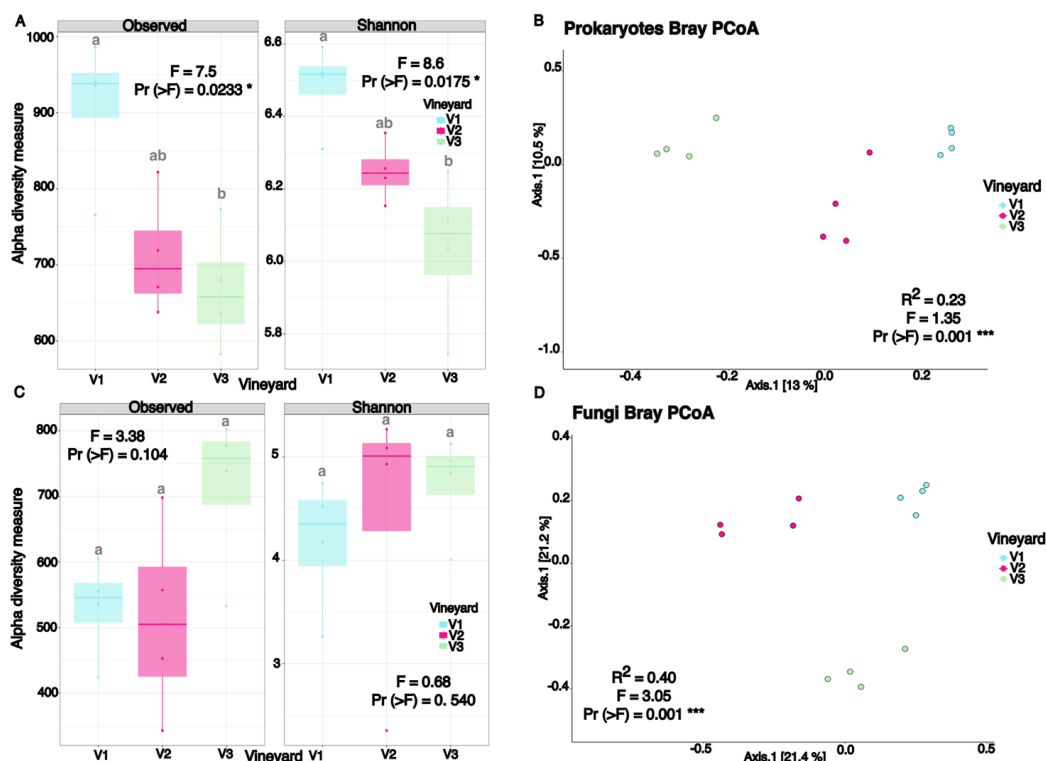 A
Observed
Shannon
Alpha diversity measure
1000
900
800
700
600
a
ab
b
F = 7.5
Pr (>F) = 0.0233 *
V1
V2
V3
6.6
6.4
6.2
6.0
5.8
a
ab
b
F = 8.6
Pr (>F) = 0.0175 *
Vineyard
V1
V2
V3
V1
V2
V3
Vineyard
B
Prokaryotes Bray PCoA
Axis.1 [10.5 %]
0.5
0.0
-0.5
-1.0
Vineyard
V1
V2
V3
R2 = 0.23
F = 1.35
Pr (>F) = 0.001 ***
-0.4
0.0
0.2
Axis.1 [13 %]
C
Observed
Shannon
Alpha diversity measure
800
700
600
500
400
F = 3.38
Pr (>F) = 0.104
a
a
a
V1
V2
V3
5
4
3
a
a
a
Vineyard
V1
V2
V3
F = 0.68
Pr (>F) = 0. 540
V1
V2
V3
Vineyard
D
Fungi Bray PCoA
Axis.1 [21.2 %]
0.4
0.2
0.0
-0.2
-0.4
Vineyard
V1
V2
V3
R2 = 0.40
F = 3.05
Pr (>F) = 0.001 ***
-0.5
0.0
0.5
Axis.1 [21.4 %]